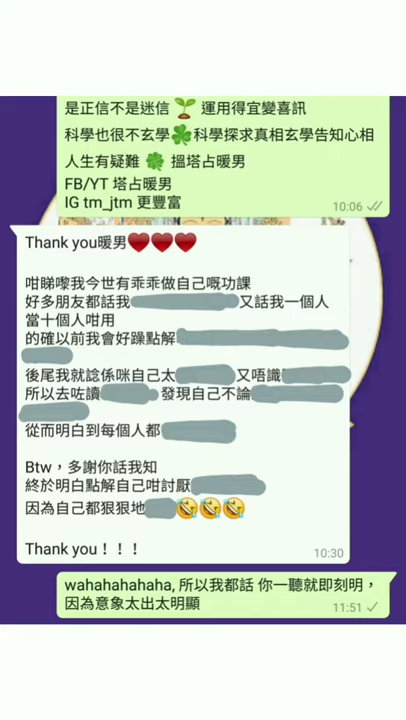 是正信不是迷信🌱 運用得宜變喜訊
科學也很不玄學🍀科學探求真相玄學告知心相
人生有疑難 🍀 搵塔占暖男
FB/YT 塔占暖男
IG tm_jtm 更豐富
10:06
Thank you暖男❤️❤️❤️
咁睇嚟我今世有乖乖做自己嘅功課
好多朋友都話我 又話我一個人
當十個人咁用
的確以前我會好躁點解
後尾我就諗係咪自己太 又唔識
所以去咗讀 發現自己不論
從而明白到每個人都
Btw，多謝你話我知
終於明白點解自己咁討厭
因為自己都狠狠地 🤣🤣🤣
Thank you！！！
10:30
wahahahahaha, 所以我都話 你一聽就即刻明，
因為意象太出太明顯
11:51